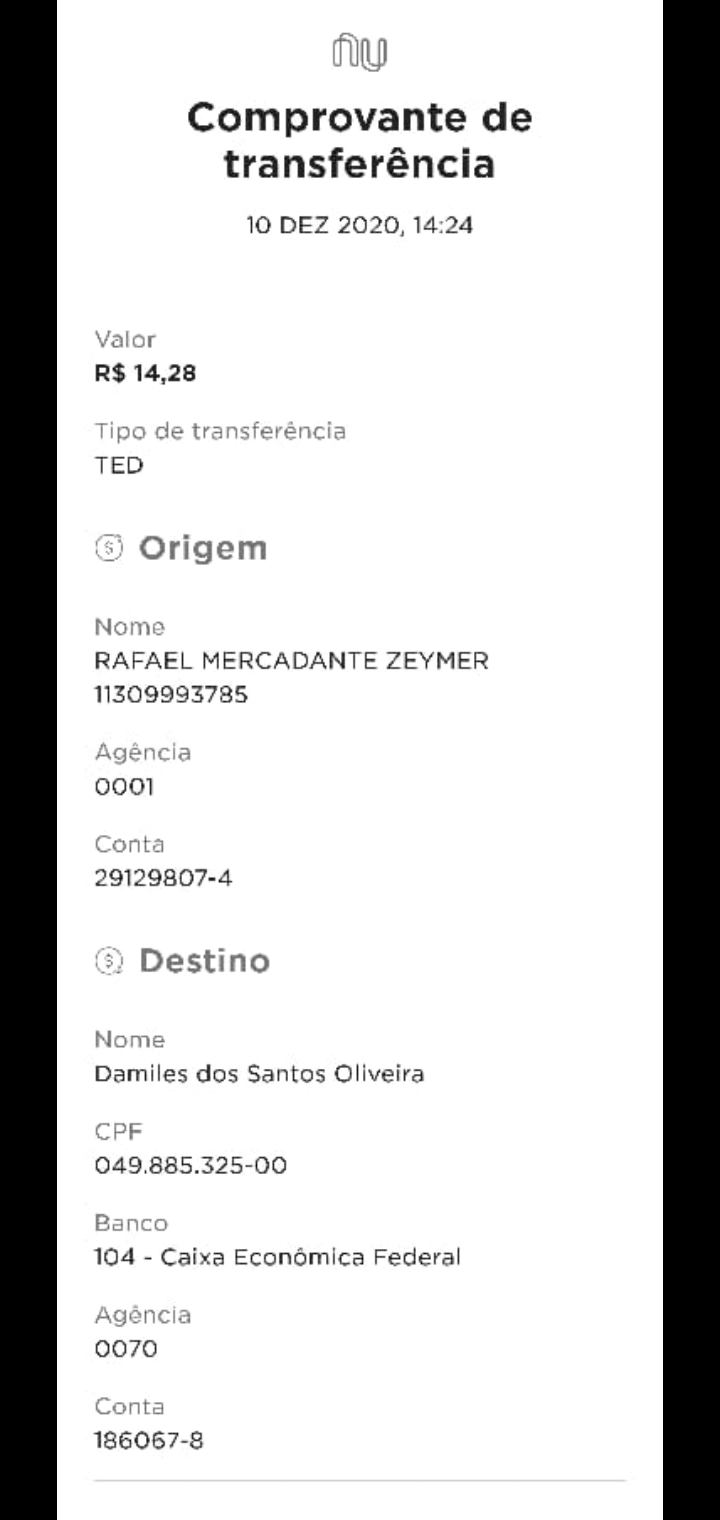 nu
Comprovante de
transferência
10 DEZ 2020, 14:24
Valor
R$ 14,28
Tipo de transferência
TED
Origem
Nome
RAFAEL MERCADANTE ZEYMER
11309993785
Agência
0001
Conta
29129807-4
Destino
Nome
Damiles dos Santos Oliveira
CPF
049.885.325-00
Banco
104 - Caixa Econômica Federal
Agência
0070
Conta
186067-8